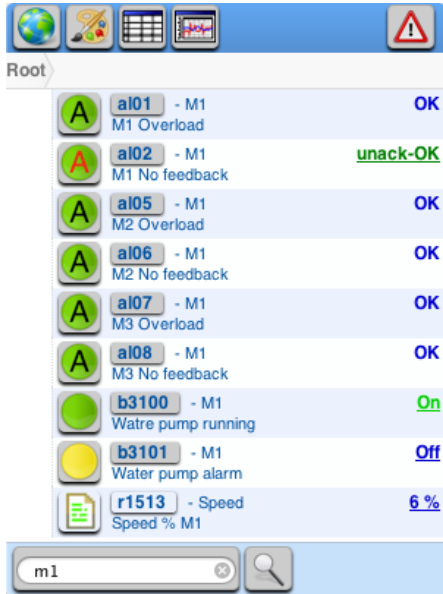 Root
A al01 - M1 OK
M1 Overload
A al02 - M1 unack-OK
M1 No feedback
A al05 - M1 OK
M2 Overload
A al06 - M1 OK
M2 No feedback
A al07 - M1 OK
M3 Overload
A al08 - M1 OK
M3 No feedback
b3100 - M1 On
Watre pump running
b3101 - M1 Off
Water pump alarm
r1513 - Speed 6 %
Speed % M1
m1